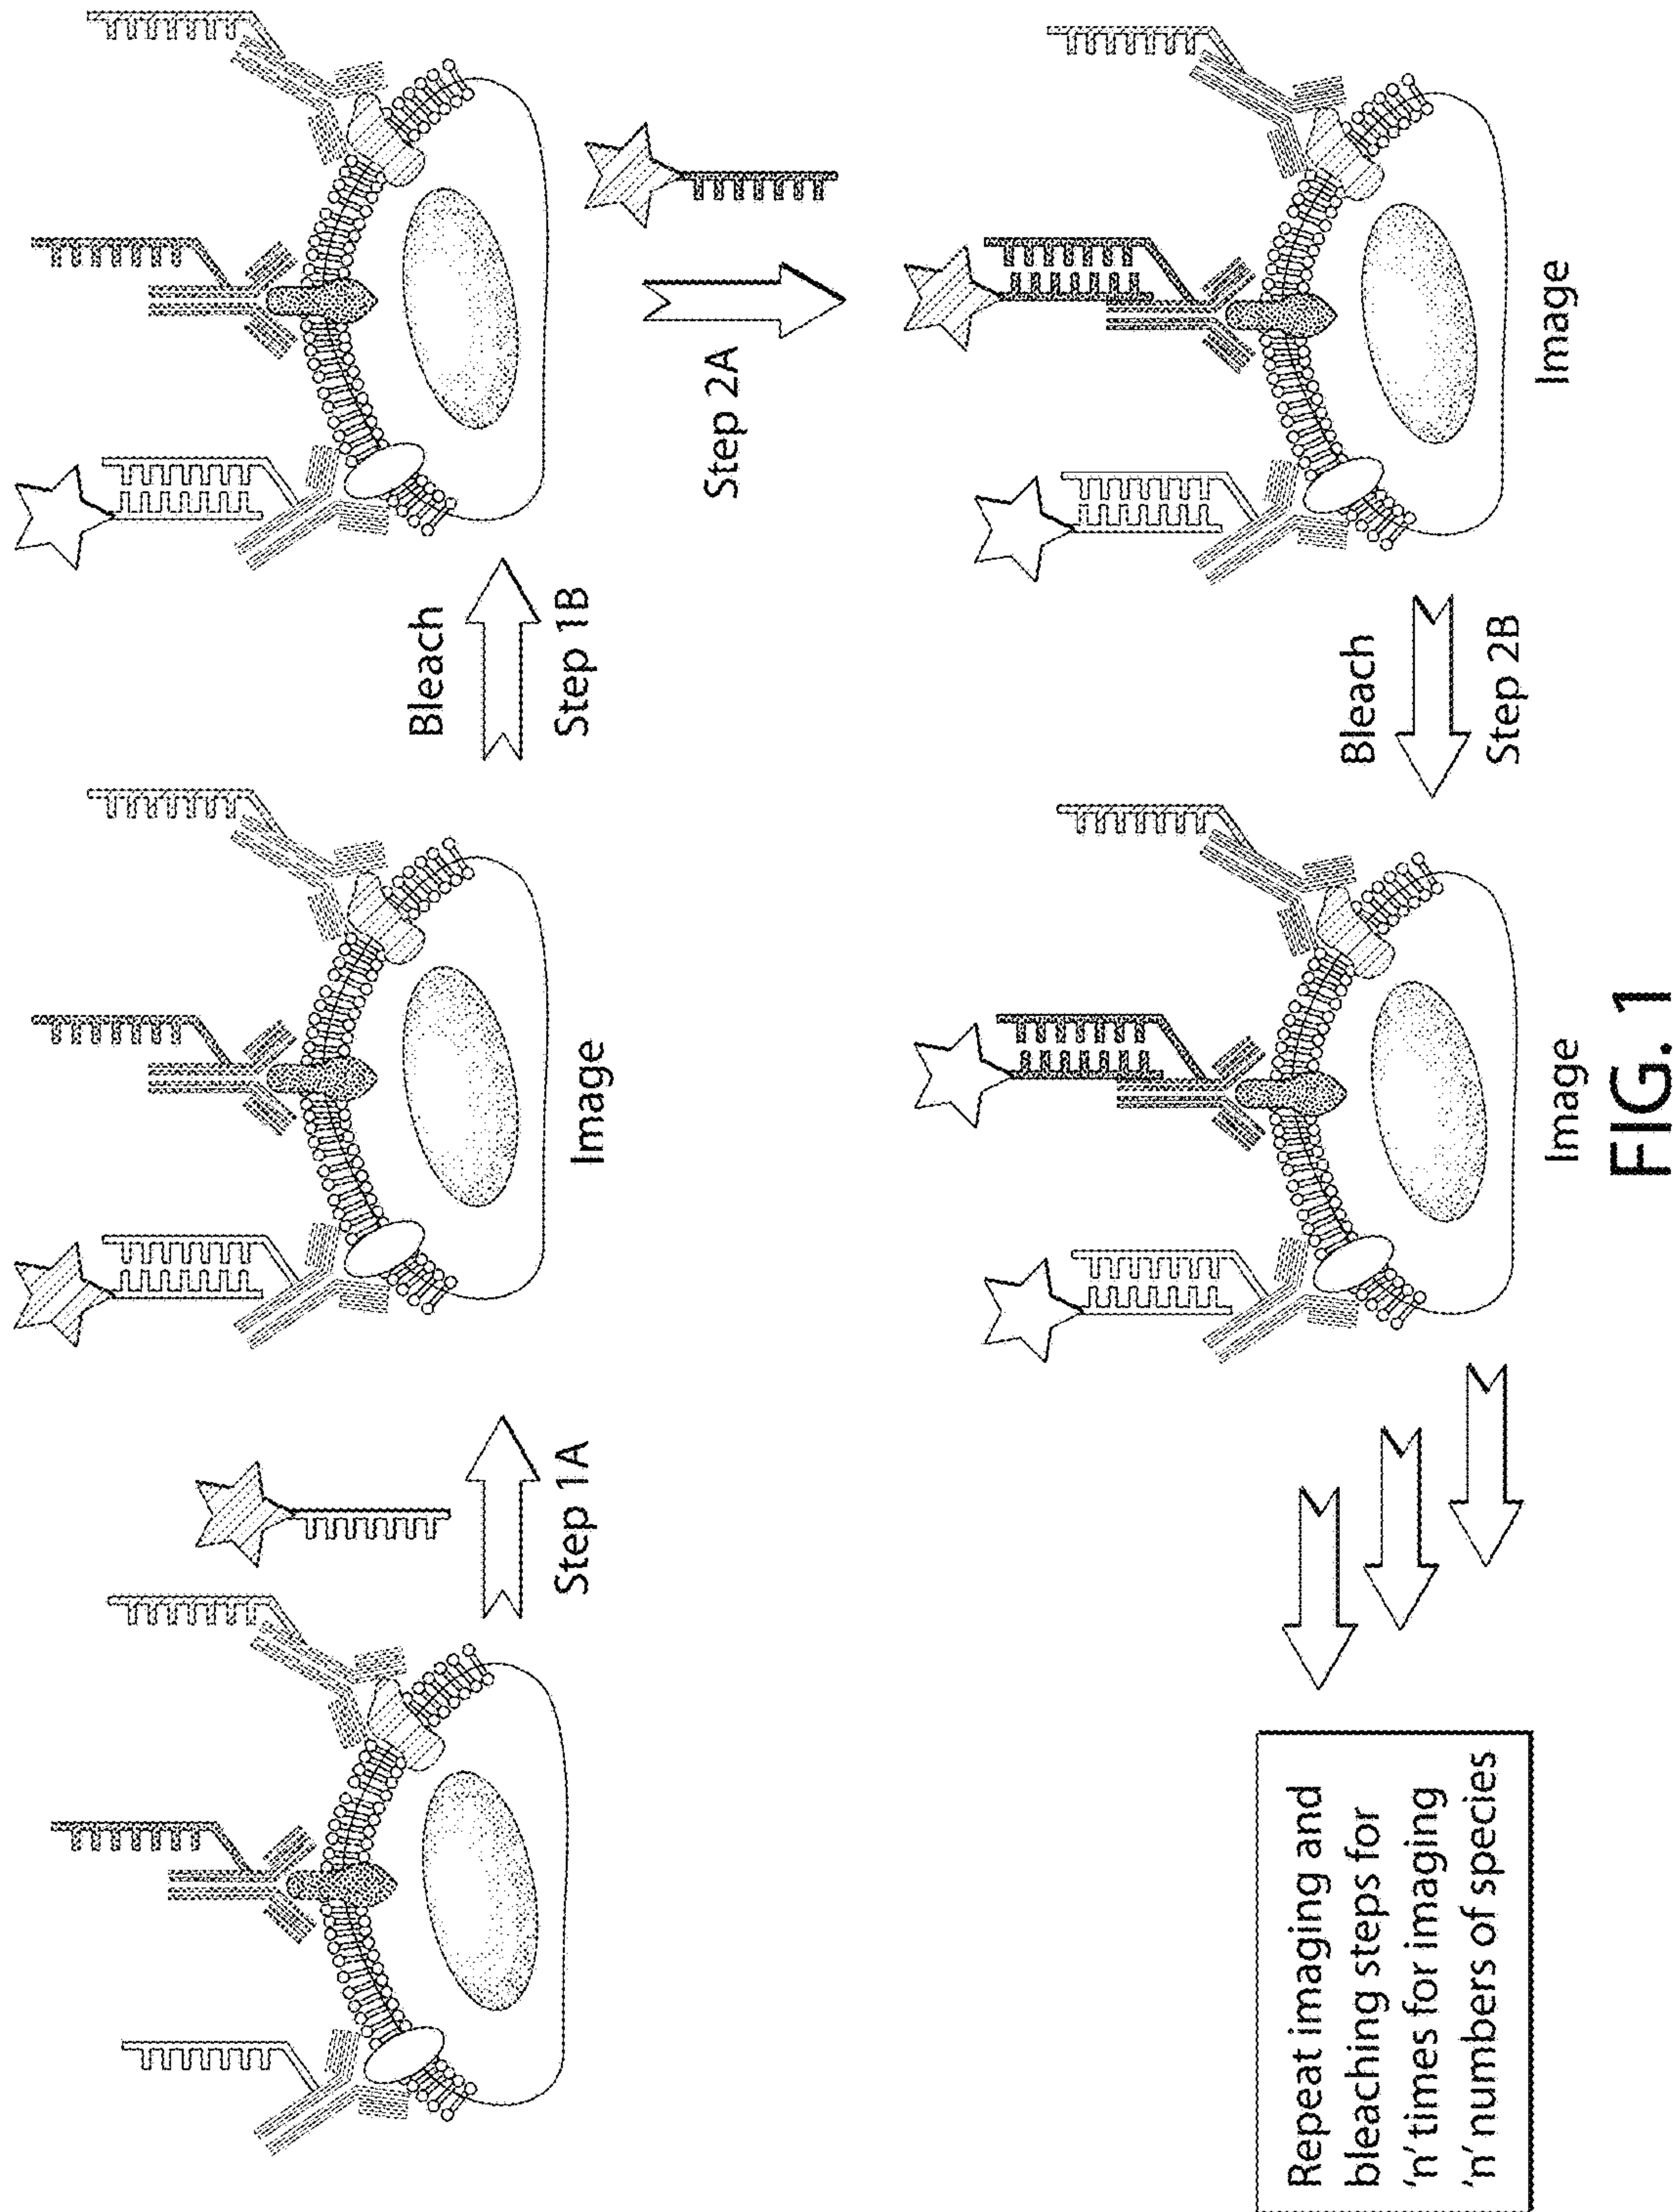 Step 1A
Image
Bleach
Step 1B
Step 2A
Image
Bleach
Step 2B
Image
Repeat imaging and
bleaching steps for
'n' times for imaging
'n' numbers of species
FIG. 1